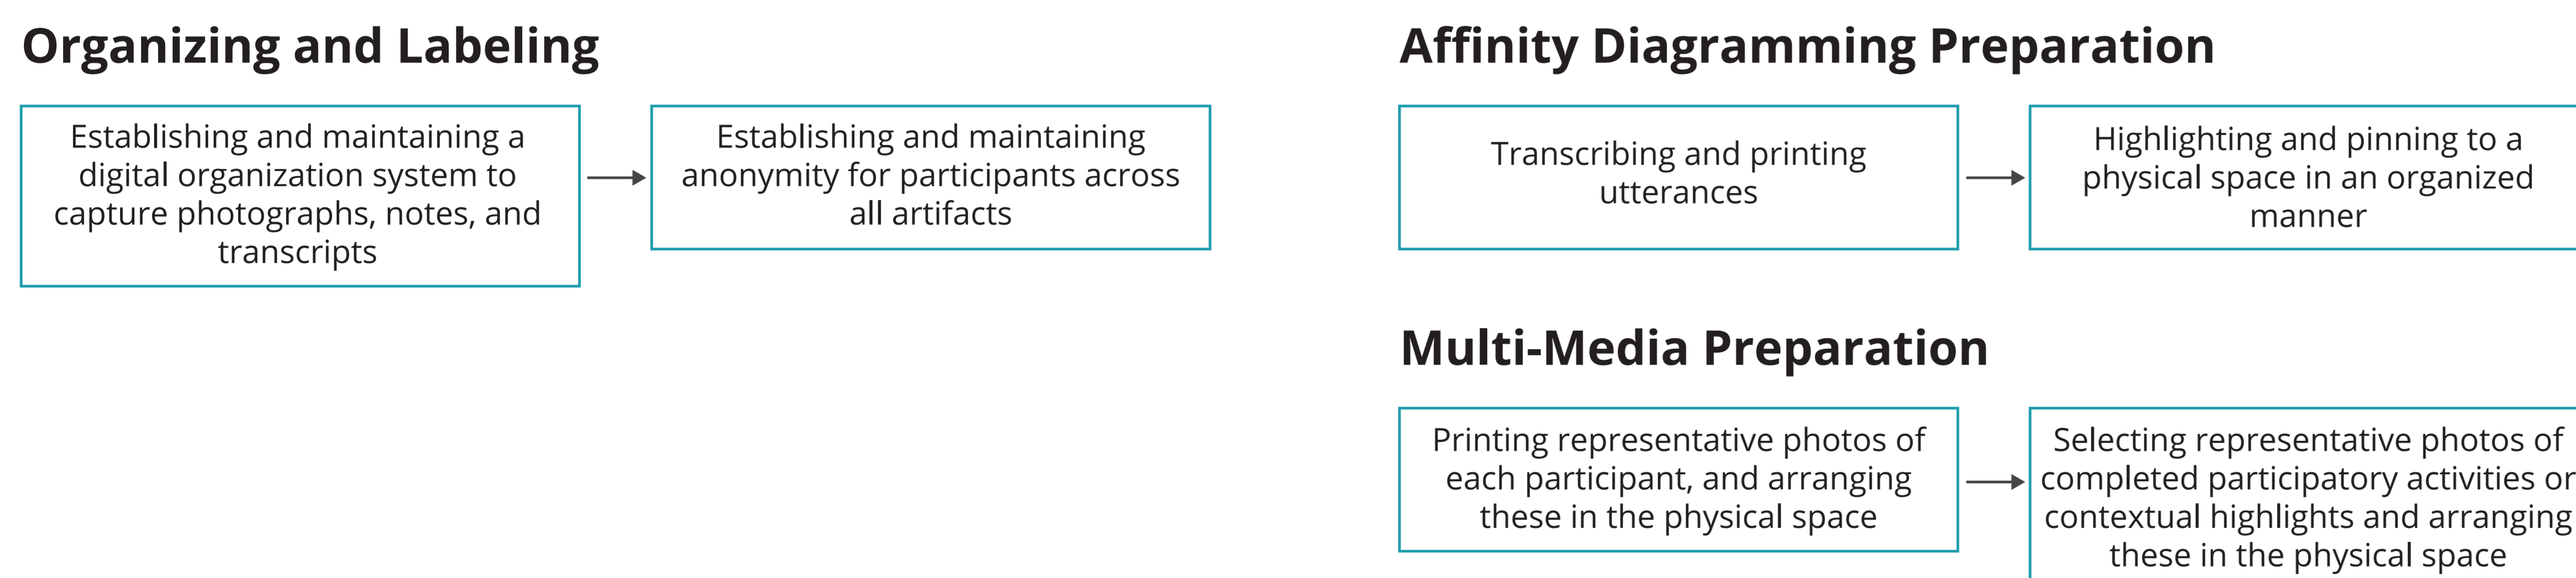 Organizing and Labeling
Establishing and maintaining a
digital organization system to
capture photographs, notes, and
transcripts
Establishing and maintaining
anonymity for participants across
all artifacts
Affinity Diagramming Preparation
Transcribing and printing
utterances
Highlighting and pinning to a
physical space in an organized
manner
Multi-Media Preparation
Printing representative photos of
each participant, and arranging
these in the physical space
Selecting representative photos of
completed participatory activities or
contextual highlights and arranging
these in the physical space